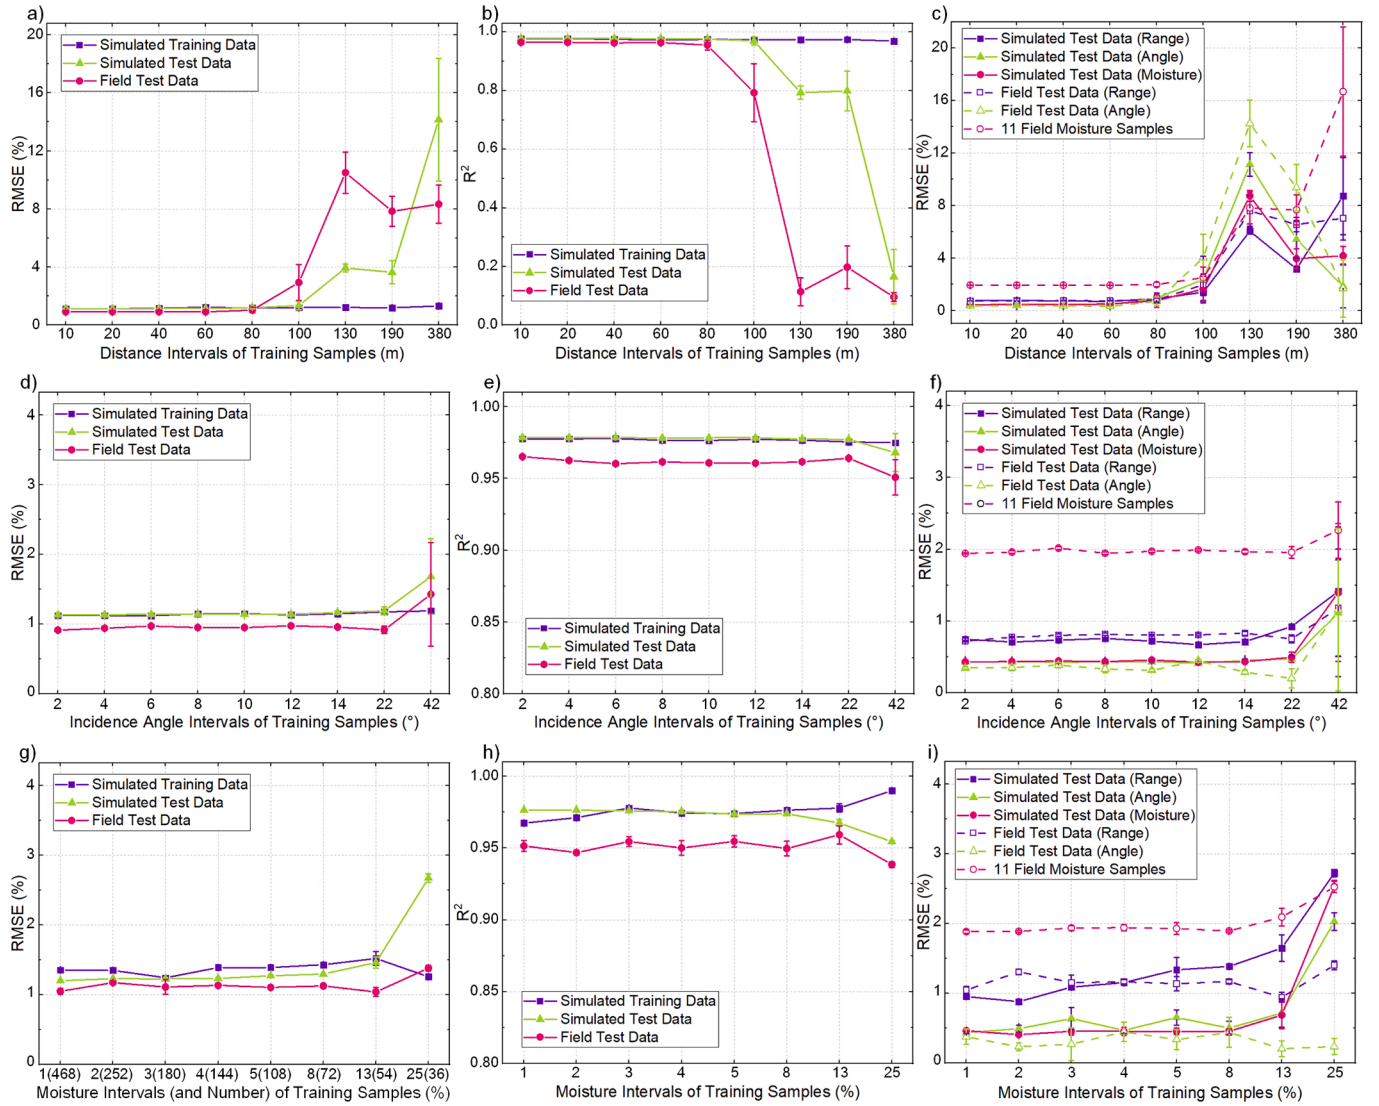 a)
20
16
12
8
4
0
RMSE (%)
Simulated Training Data
Simulated Test Data
Field Test Data
10 20 40 60 80 100 130 190 380
Distance Intervals of Training Samples (m)
b)
1.0
0.8
0.6
0.4
0.2
0.0
R²
Simulated Training Data
Simulated Test Data
Field Test Data
10 20 40 60 80 100 130 190 380
Distance Intervals of Training Samples (m)
c)
20
16
12
8
4
0
RMSE (%)
Simulated Test Data (Range)
Simulated Test Data (Angle)
Simulated Test Data (Moisture)
Field Test Data (Range)
Field Test Data (Angle)
11 Field Moisture Samples
10 20 40 60 80 100 130 190 380
Distance Intervals of Training Samples (m)
d)
4
3
2
1
0
RMSE (%)
Simulated Training Data
Simulated Test Data
Field Test Data
2 4 6 8 10 12 14 22 42
Incidence Angle Intervals of Training Samples (°)
e)
1.00
0.95
0.90
0.85
0.80
R²
Simulated Training Data
Simulated Test Data
Field Test Data
2 4 6 8 10 12 14 22 42
Incidence Angle Intervals of Training Samples (°)
f)
4
3
2
1
0
RMSE (%)
Simulated Test Data (Range)
Simulated Test Data (Angle)
Simulated Test Data (Moisture)
Field Test Data (Range)
Field Test Data (Angle)
11 Field Moisture Samples
2 4 6 8 10 12 14 22 42
Incidence Angle Intervals of Training Samples (°)
g)
4
3
2
1
0
RMSE (%)
Simulated Training Data
Simulated Test Data
Field Test Data
1(468) 2(252) 3(180) 4(144) 5(108) 8(72) 13(54) 25(36)
Moisture Intervals (and Number) of Training Samples (%)
h)
1.00
0.95
0.90
0.85
0.80
R²
Simulated Training Data
Simulated Test Data
Field Test Data
1 2 3 4 5 8 13 25
Moisture Intervals of Training Samples (%)
i)
4
3
2
1
0
RMSE (%)
Simulated Test Data (Range)
Simulated Test Data (Angle)
Simulated Test Data (Moisture)
Field Test Data (Range)
Field Test Data (Angle)
11 Field Moisture Samples
1 2 3 4 5 8 13 25
Moisture Intervals of Training Samples (%)